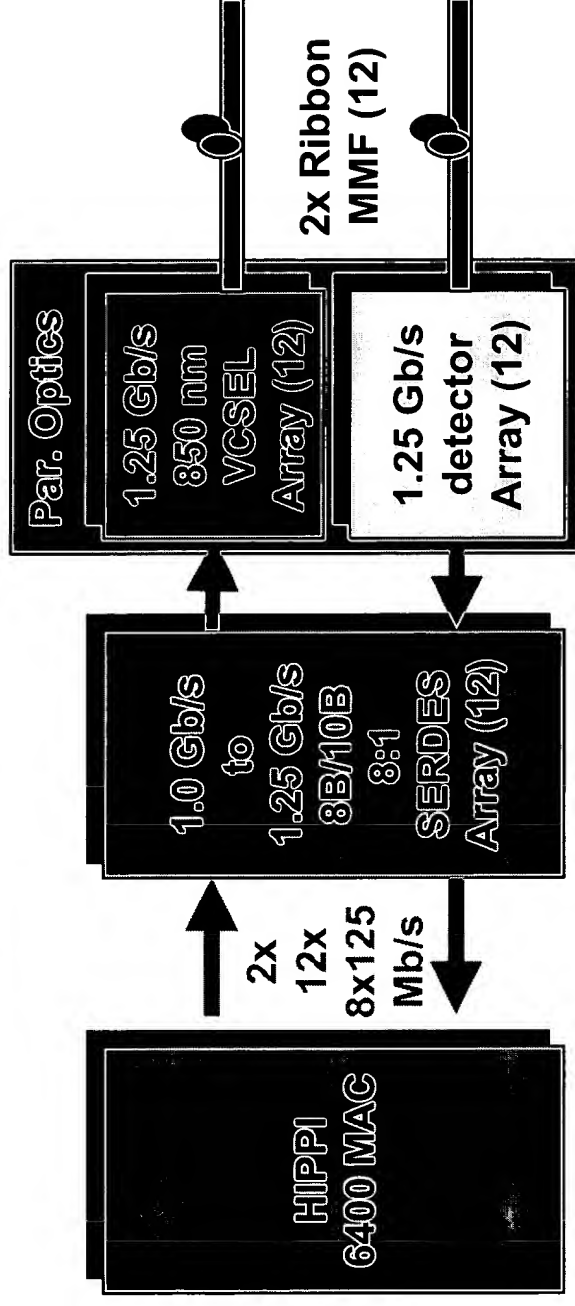 HIPPI
6400 MAC
2x
12x
8x125
Mb/s
1.0 Gb/s
to
1.25 Gb/s
8B/10B
8:1
SERDES
Array (12)
Par. Optics
1.25 Gb/s
850 nm
VCSEL
Array (12)
1.25 Gb/s
detector
Array (12)
2x Ribbon
MMF (12)